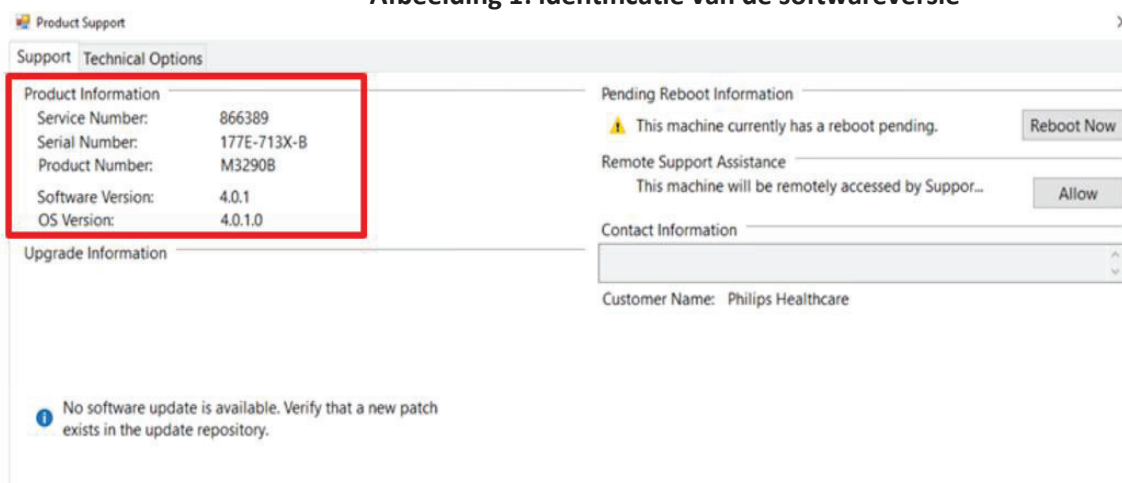 Afbeelding 1: Identificatie van de softwareversie
Product Support
Support Technical Options
Product Information
Service Number: 866389
Serial Number: 177E-713X-B
Product Number: M3290B
Software Version: 4.0.1
OS Version: 4.0.1.0
Upgrade Information
No software update is available. Verify that a new patch
exists in the update repository.
Pending Reboot Information
This machine currently has a reboot pending. Reboot Now
Remote Support Assistance
This machine will be remotely accessed by Suppor... Allow
Contact Information
Customer Name: Philips Healthcare